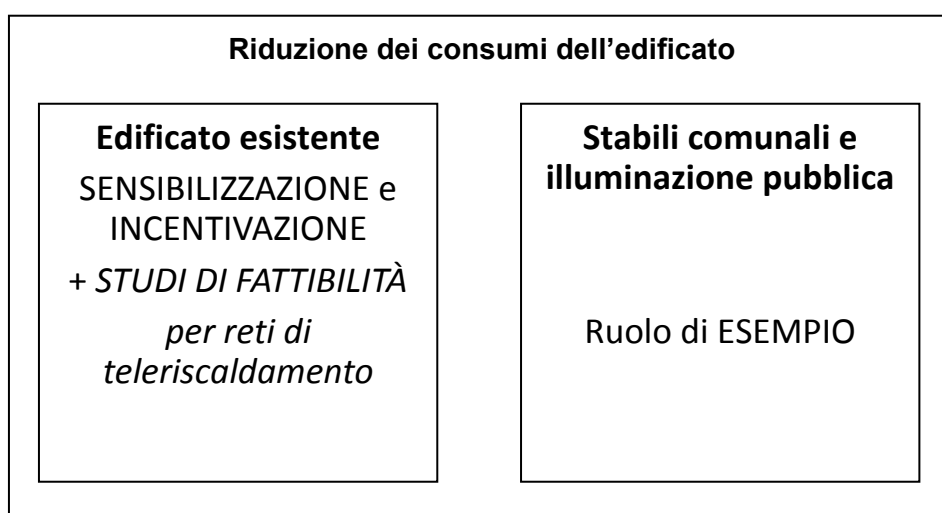 Riduzione dei consumi dell’edificato
Edificato esistente
SENSIBILIZZAZIONE e
INCENTIVAZIONE
+ STUDI DI FATTIBILITÀ
per reti di
teleriscaldamento
Stabili comunali e
illuminazione pubblica
Ruolo di ESEMPIO